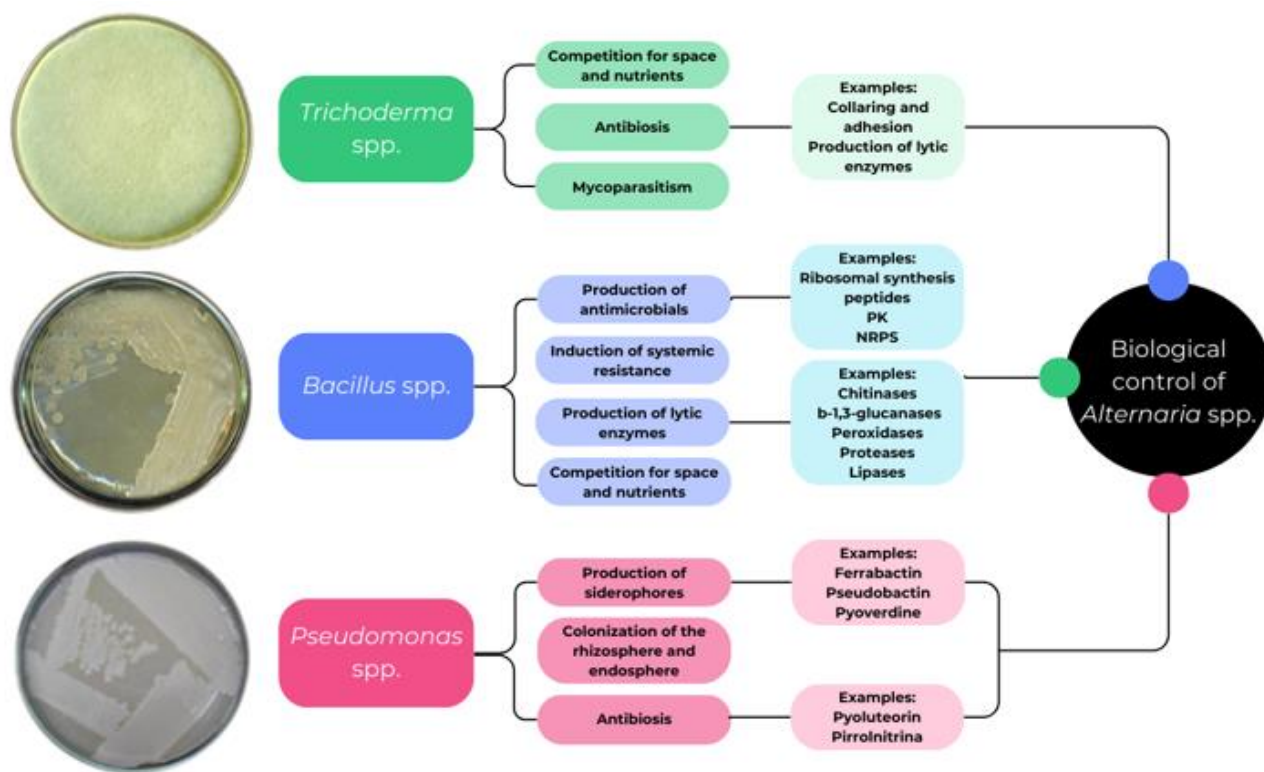 Trichoderma
spp.
Competition for space
and nutrients
Antibiosis
Mycoparasitism
Examples:
Collaring and
adhesion
Production of lytic
enzymes
Bacillus spp.
Production of
antimicrobials
Induction of systemic
resistance
Production of lytic
enzymes
Competition for space
and nutrients
Examples:
Ribosomal synthesis
peptides
PK
NRPS
Examples:
Chitinases
b-1,3-glucanases
Peroxidases
Proteases
Lipases
Pseudomonas
spp.
Production of
siderophores
Colonization of the
rhizosphere and
endosphere
Antibiosis
Examples:
Ferrabactin
Pseudobactin
Pyoverdine
Examples:
Pyoluteorin
Pirrolnitrina
Biological
control of
Alternaria spp.